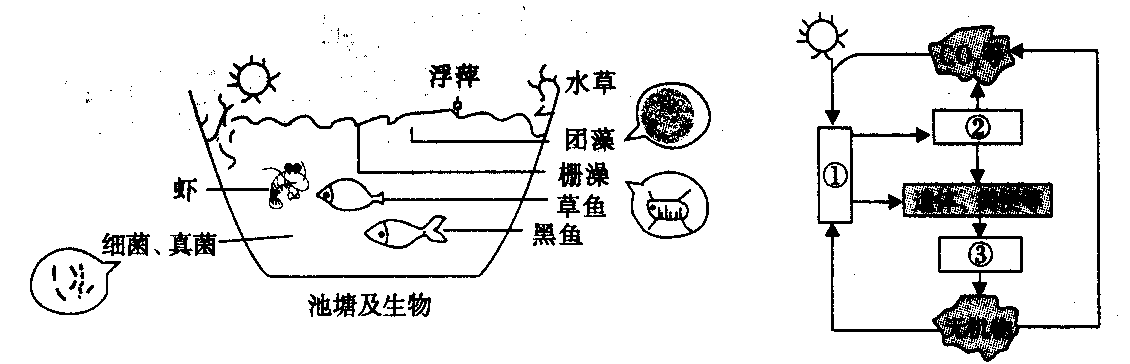 浮萍
水草
团藻
栅澡
虾
草鱼
黑鱼
细菌、真菌
池塘及生物
①
②
③